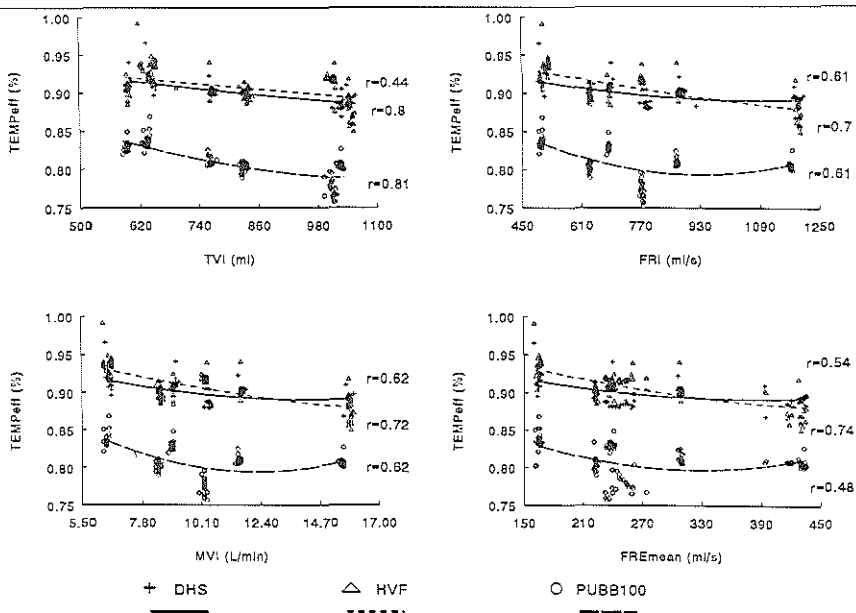 1.00
0.95
0.90
0.85
0.80
0.75
TEMPeff (%)
r=0.44
r=0.8
r=0.81
500 620 740 860 980 1100
TVI (ml)
1.00
0.95
0.90
0.85
0.80
0.75
TEMPeff (%)
r=0.61
r=0.7
r=0.61
450 610 770 930 1090 1250
FRI (ml/s)
1.00
0.95
0.90
0.85
0.80
0.75
TEMPeff (%)
r=0.62
r=0.72
r=0.62
5.50 7.80 10.10 12.40 14.70 17.00
MVI (L/min)
1.00
0.95
0.90
0.85
0.80
0.75
TEMPeff (%)
r=0.54
r=0.74
r=0.48
150 210 270 330 390 450
FREmean (ml/s)
+ DHS △ HVF ○ PUBB100